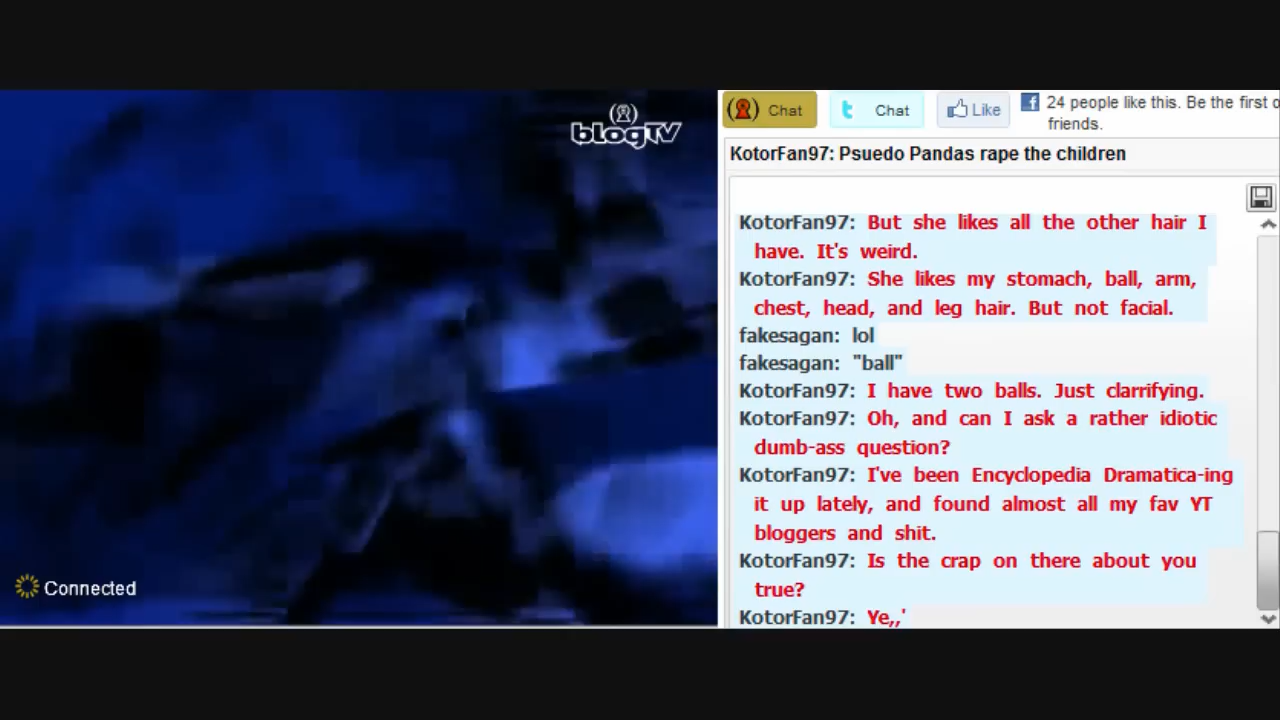 blogTV
Connected
Chat
Chat
Like
24 people like this. Be the first o
friends.
KotorFan97: Psuedo Pandas rape the children
KotorFan97: But she likes all the other hair I
have. It's weird.
KotorFan97: She likes my stomach, ball, arm,
chest, head, and leg hair. But not facial.
fakesagan: lol
fakesagan: "ball"
KotorFan97: I have two balls. Just clarrifying.
KotorFan97: Oh, and can I ask a rather idiotic
dumb-ass question?
KotorFan97: I've been Encyclopedia Dramatica-ing
it up lately, and found almost all my fav YT
bloggers and shit.
KotorFan97: Is the crap on there about you
true?
KotorFan97: Ye,,'